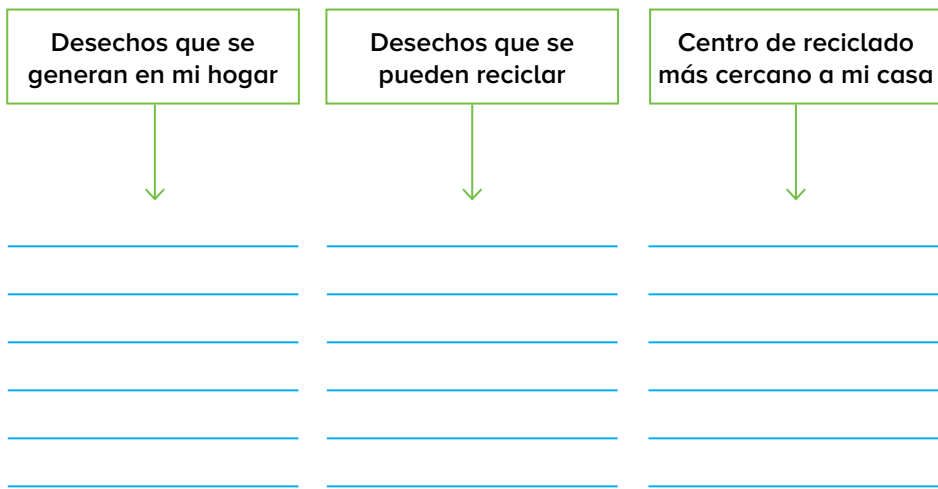 Desechos que se
generan en mi hogar
Desechos que se
pueden reciclar
Centro de reciclado
más cercano a mi casa